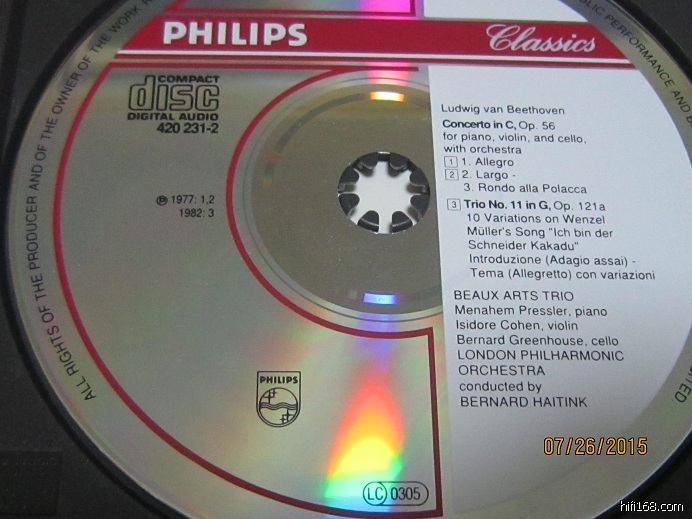 PHILIPS
Classics
COMPACT
disc
DIGITAL AUDIO
420 231-2
Ⓟ 1977: 1,2
1982: 3
Ludwig van Beethoven
Concerto in C, Op. 56
for piano, violin, and cello,
with orchestra
1 1. Allegro
2 2. Largo -
3. Rondo alla Polacca
3 Trio No. 11 in G, Op. 121a
10 Variations on Wenzel
Müller's Song "Ich bin der
Schneider Kakadu"
Introduzione (Adagio assai) -
Tema (Allegretto) con variazioni
BEAUX ARTS TRIO
Menahem Pressler, piano
Isidore Cohen, violin
Bernard Greenhouse, cello
LONDON PHILHARMONIC
ORCHESTRA
conducted by
BERNARD HAITINK
PHILIPS
LC 0305
ALL RIGHTS OF THE PRODUCER AND OF THE OWNER OF THE WORK
PERFORMANCE AND
07/26/2015
hifi168.com